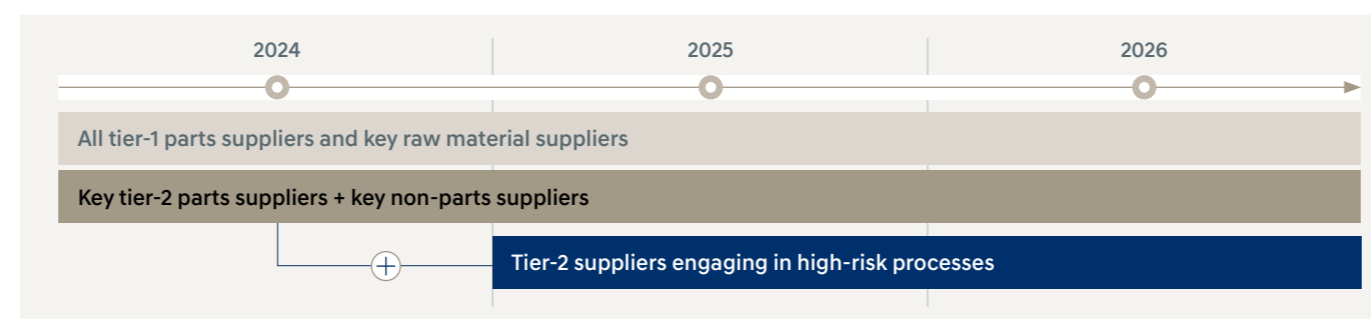 2024 2025 2026
All tier-1 parts suppliers and key raw material suppliers
Key tier-2 parts suppliers + key non-parts suppliers
Tier-2 suppliers engaging in high-risk processes